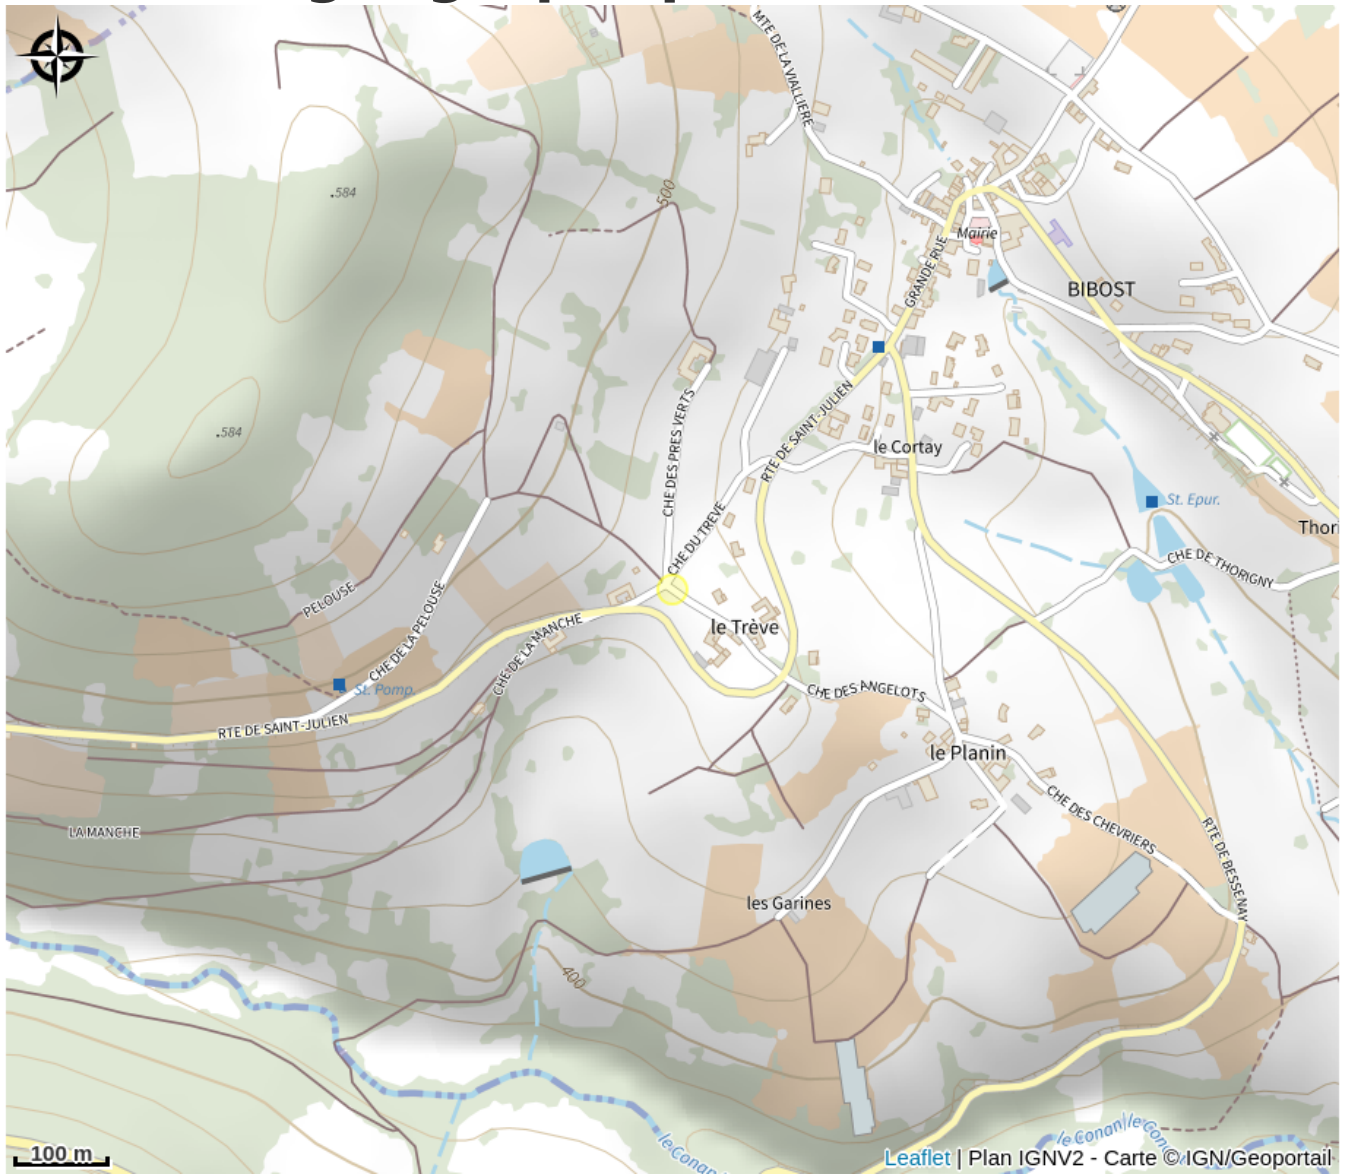 MTE DE LA VIALLIERE
500
584
Mairie
GRANDE RUE
BIBOST
584
CHE DES PRES VERTS
RTE DE SAINT-JULIEN
le Cortay
St. Epur.
Thori
CHE DU TREVE
CHE DE THORIGNY
PELOUSE
CHE DE LA PELOUSE
le Trève
CHE DE LA MANCHE
St. Pomp.
CHE DES ANGELOTS
RTE DE SAINT-JULIEN
le Planin
CHE DES CHEVRIERS
LA MANCHE
RTE DE BESSENAY
les Garines
400
le Conan
le Conan
le Cona
100 m
Leaflet | Plan IGNV2 - Carte © IGN/Geoportail